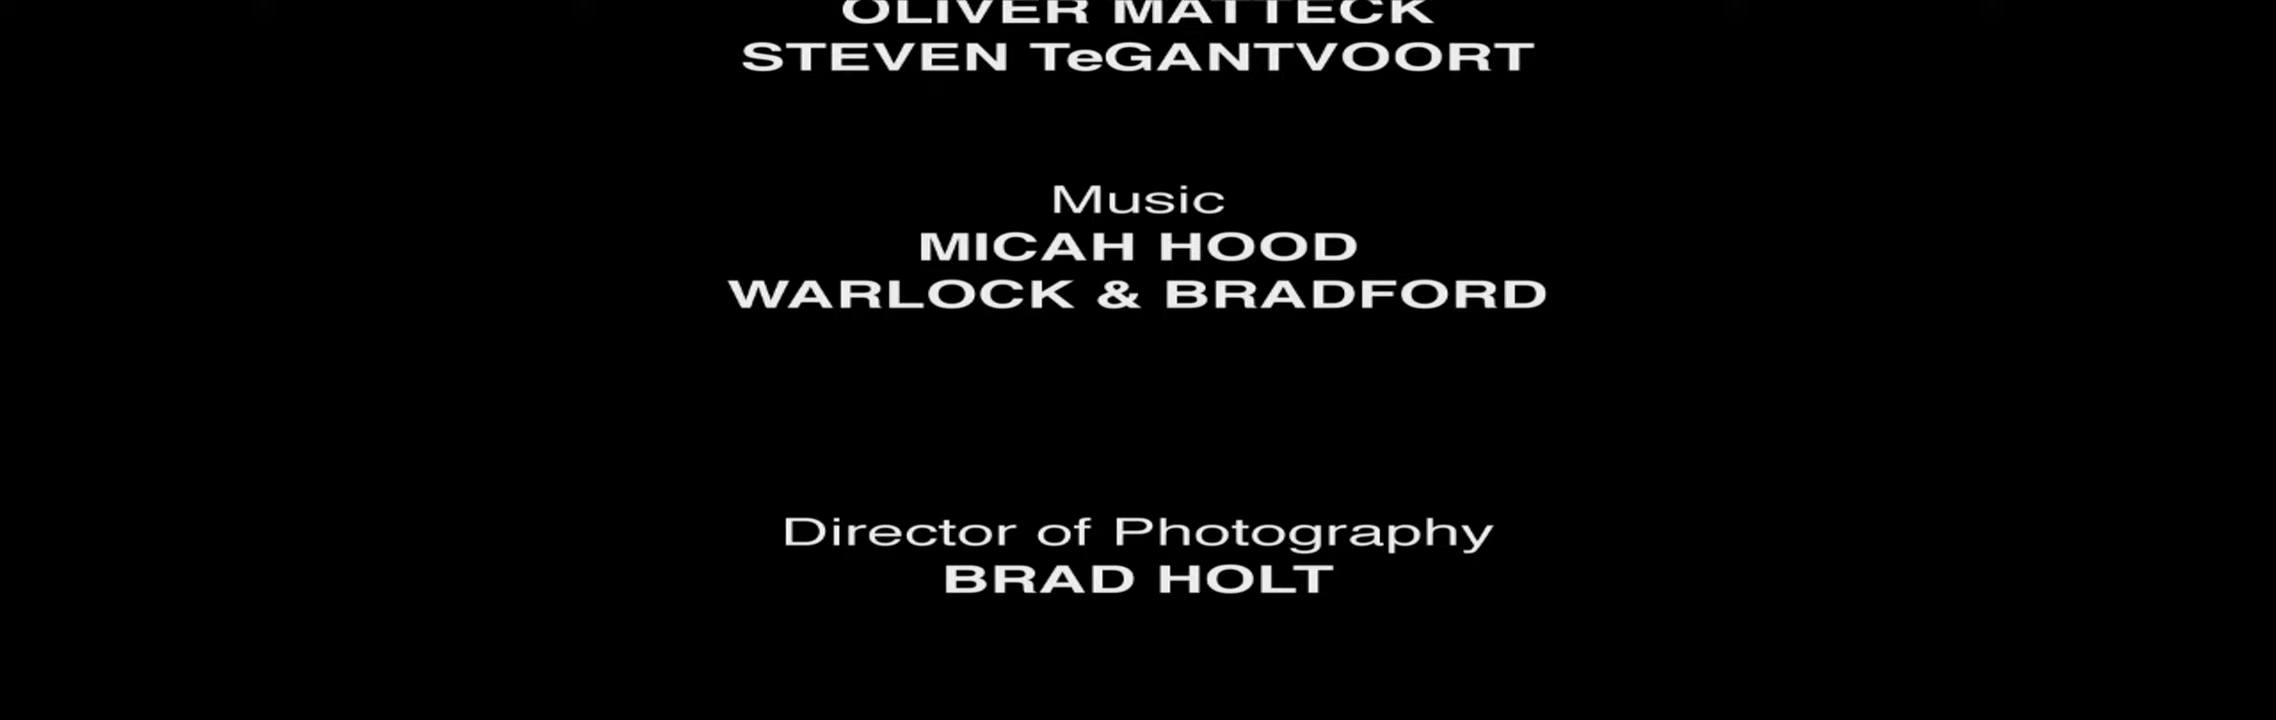 OLIVER MATTECK
STEVEN TeGANTVOORT
Music
MICAH HOOD
WARLOCK & BRADFORD
Director of Photography
BRAD HOLT